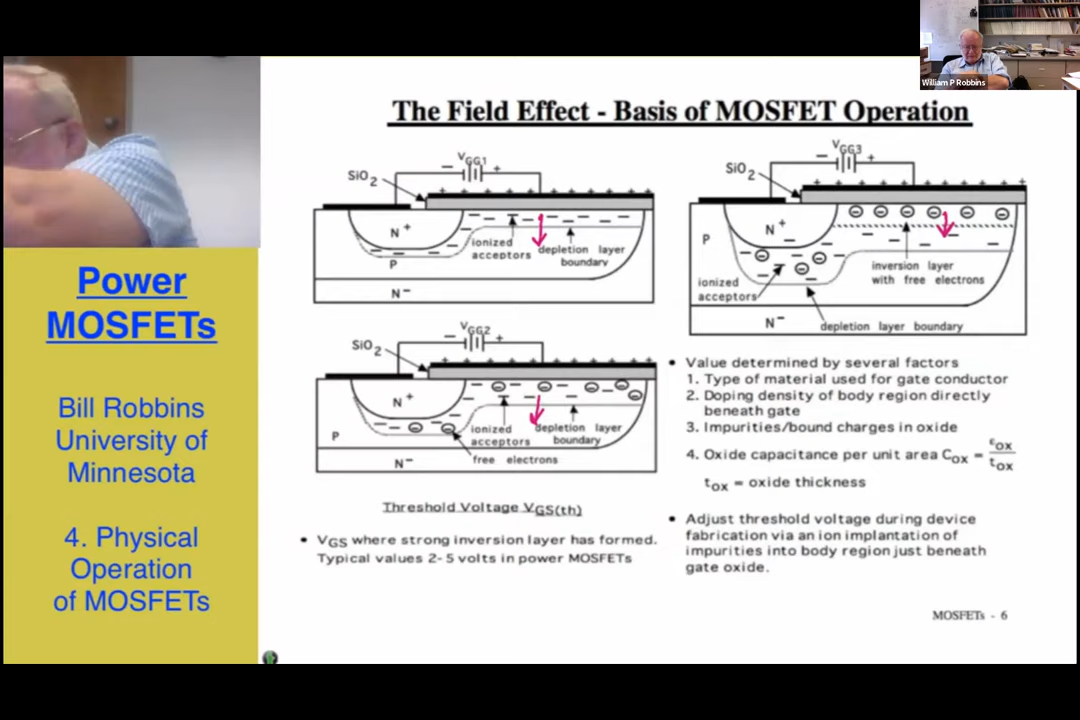 William P Robbins
Power
MOSFETs
Bill Robbins
University of
Minnesota
4. Physical
Operation
of MOSFETs
The Field Effect - Basis of MOSFET Operation
VGG1
SiO2
N+
ionized
acceptors
depletion layer
boundary
P
N-
VGG2
SiO2
N+
P
ionized
acceptors
depletion layer
boundary
N-
free electrons
Threshold Voltage VGS(th)
• VGS where strong inversion layer has formed.
Typical values 2-5 volts in power MOSFETs
VGG3
SiO2
N+
P
ionized
acceptors
inversion layer
with free electrons
N-
depletion layer boundary
• Value determined by several factors
1. Type of material used for gate conductor
2. Doping density of body region directly
beneath gate
3. Impurities/bound charges in oxide
4. Oxide capacitance per unit area Cox = εox/tox
tox = oxide thickness
• Adjust threshold voltage during device
fabrication via an ion implantation of
impurities into body region just beneath
gate oxide.
MOSFETs - 6